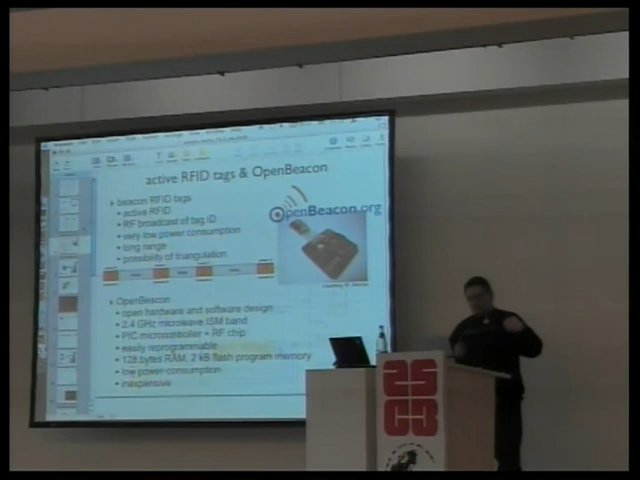 active RFID tags & OpenBeacon
beacon RFID tags
active RFID
RF broadcast of tag ID
very low power consumption
long range
possibility of triangulation
OpenBeacon.org
OpenBeacon
open hardware and software design
2.4 GHz microwave ISM band
PIC microcontroller + RF chip
easily reprogrammable
128 bytes RAM, 2 kB flash program memory
low power-consumption
inexpensive
25
C3